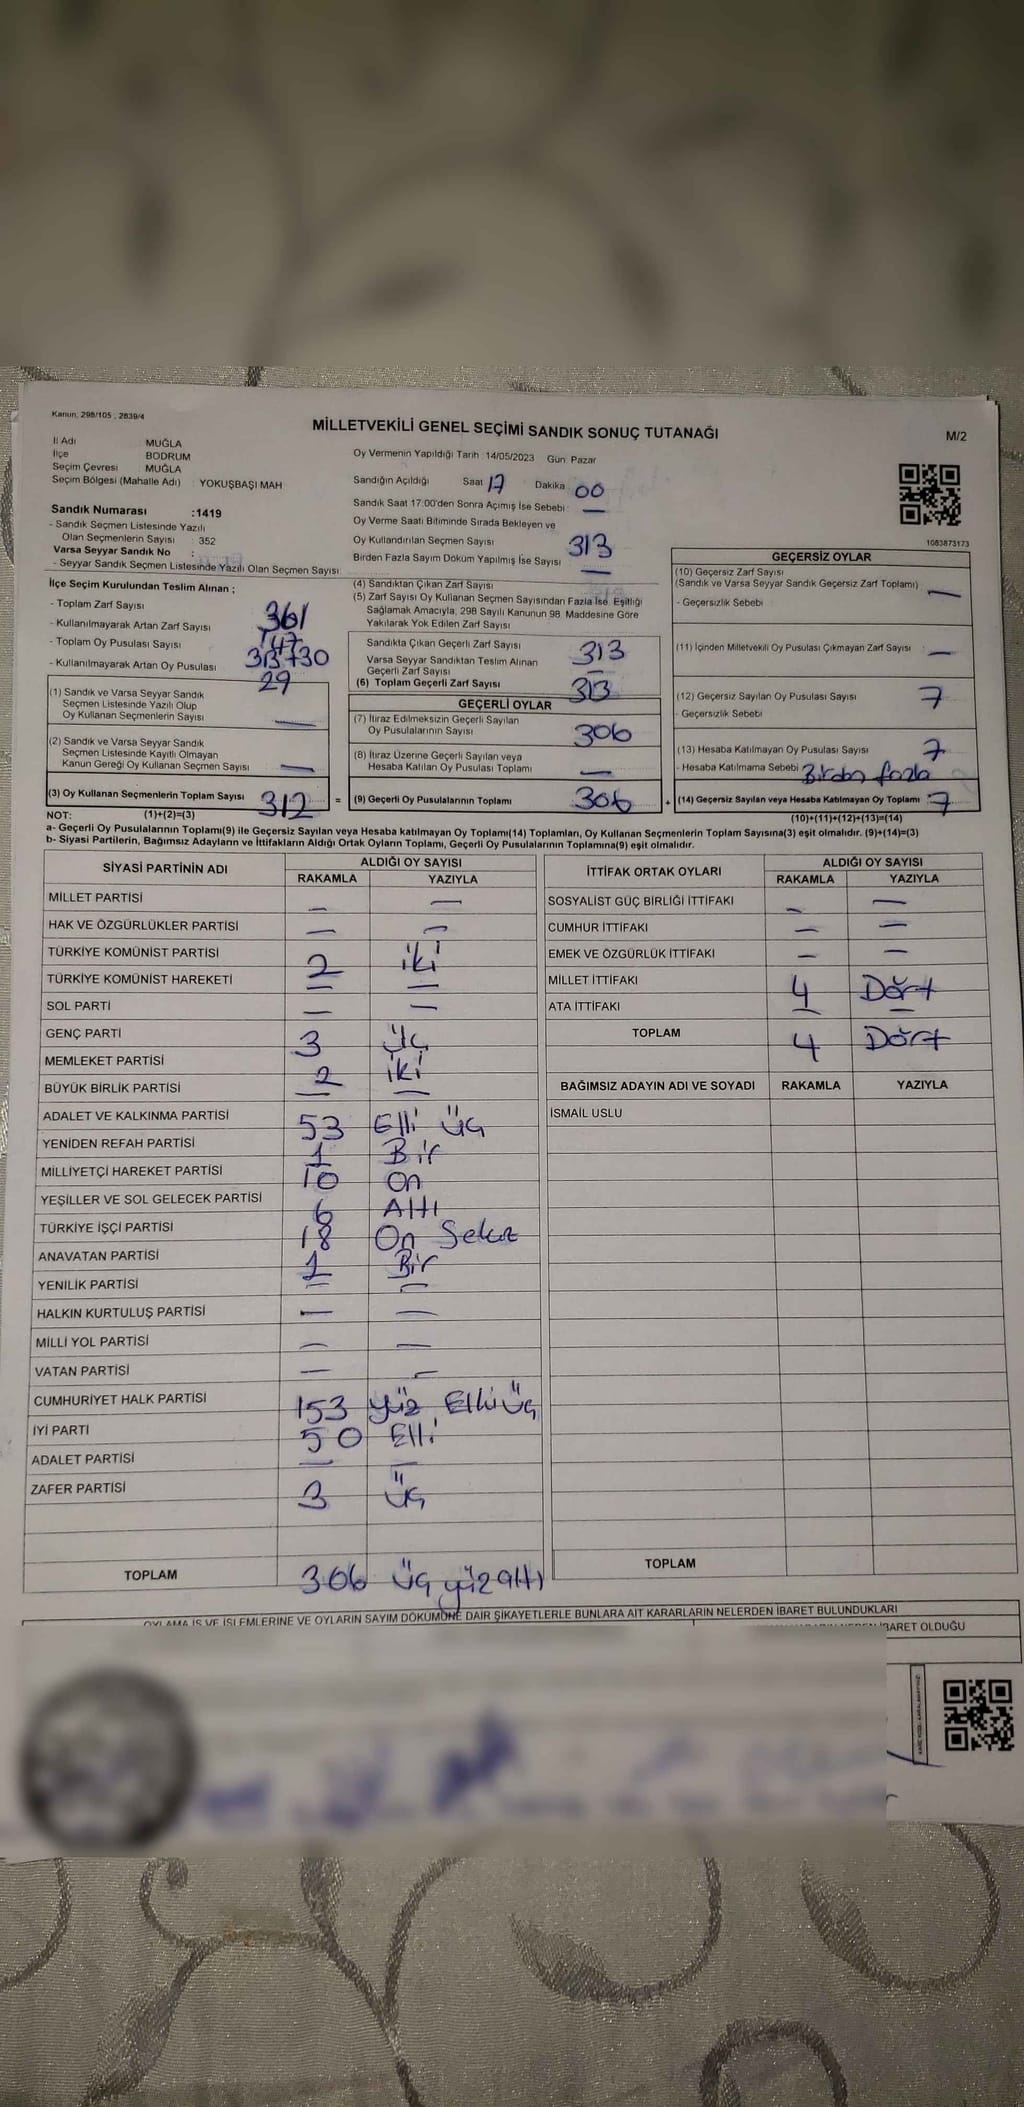 Kanun: 298/105 , 2839/4
MİLLETVEKİLİ GENEL SEÇİMİ SANDIK SONUÇ TUTANAĞI
M/2
İl Adı MUĞLA
İlçe BODRUM
Seçim Çevresi MUĞLA
Seçim Bölgesi (Mahalle Adı) YOKUŞBAŞI MAH
Oy Vermenin Yapıldığı Tarih :14/05/2023 Gün: Pazar
Sandığın Açıldığı Saat 17 Dakika 00
Sandık Saat 17:00'den Sonra Açımış İse Sebebi: —
Oy Verme Saati Bitiminde Sırada Bekleyen ve
Oy Kullandırılan Seçmen Sayısı 313
Birden Fazla Sayım Döküm Yapılmış İse Sayısı —
1083873173
Sandık Numarası :1419
- Sandık Seçmen Listesinde Yazılı
Olan Seçmenlerin Sayısı : 352
Varsa Seyyar Sandık No :
- Seyyar Sandık Seçmen Listesinde Yazılı Olan Seçmen Sayısı:
İlçe Seçim Kurulundan Teslim Alınan ;
- Toplam Zarf Sayısı 361
- Kullanılmayarak Artan Zarf Sayısı 147
- Toplam Oy Pusulası Sayısı
- Kullanılmayarak Artan Oy Pusulası 29
(1) Sandık ve Varsa Seyyar Sandık
Seçmen Listesinde Yazılı Olup
Oy Kullanan Seçmenlerin Sayısı —
(2) Sandık ve Varsa Seyyar Sandık
Seçmen Listesinde Kayıtlı Olmayan
Kanun Gereği Oy Kullanan Seçmen Sayısı —
(3) Oy Kullanan Seçmenlerin Toplam Sayısı 312 =
(4) Sandıktan Çıkan Zarf Sayısı
(5) Zarf Sayısı Oy Kullanan Seçmen Sayısından Fazla İse, Eşitliği
Sağlamak Amacıyla, 298 Sayılı Kanunun 98. Maddesine Göre
Yakılarak Yok Edilen Zarf Sayısı
Sandıkta Çıkan Geçerli Zarf Sayısı 313
Varsa Seyyar Sandıktan Teslim Alınan
Geçerli Zarf Sayısı —
(6) Toplam Geçerli Zarf Sayısı 313
GEÇERLİ OYLAR
(7) İtiraz Edilmeksizin Geçerli Sayılan
Oy Pusulalarının Sayısı 306
(8) İtiraz Üzerine Geçerli Sayılan veya
Hesaba Katılan Oy Pusulası Toplamı —
(9) Geçerli Oy Pusulalarının Toplamı 306 +
GEÇERSİZ OYLAR
(10) Geçersiz Zarf Sayısı
(Sandık ve Varsa Seyyar Sandık Geçersiz Zarf Toplamı) —
- Geçersizlik Sebebi
(11) İçinden Milletvekili Oy Pusulası Çıkmayan Zarf Sayısı —
(12) Geçersiz Sayılan Oy Pusulası Sayısı 7
- Geçersizlik Sebebi
(13) Hesaba Katılmayan Oy Pusulası Sayısı 7
- Hesaba Katılmama Sebebi Birden fazla
(14) Geçersiz Sayılan veya Hesaba Katılmayan Oy Toplamı 7
NOT: (1)+(2)=(3)
(10)+(11)+(12)+(13)=(14)
a- Geçerli Oy Pusulalarının Toplamı(9) ile Geçersiz Sayılan veya Hesaba katılmayan Oy Toplamı(14) Toplamları, Oy Kullanan Seçmenlerin Toplam Sayısına(3) eşit olmalıdır. (9)+(14)=(3)
b- Siyasi Partilerin, Bağımsız Adayların ve İttifakların Aldığı Ortak Oyların Toplamı, Geçerli Oy Pusulalarının Toplamına(9) eşit olmalıdır.
SİYASİ PARTİNİN ADI ALDIĞI OY SAYISI
RAKAMLA YAZIYLA
MİLLET PARTİSİ — —
HAK VE ÖZGÜRLÜKLER PARTİSİ — —
TÜRKİYE KOMÜNİST PARTİSİ 2 iki
TÜRKİYE KOMÜNİST HAREKETİ — —
SOL PARTİ — —
GENÇ PARTİ 3 Üç
MEMLEKET PARTİSİ 2 iki
BÜYÜK BİRLİK PARTİSİ — —
ADALET VE KALKINMA PARTİSİ 53 Elli Üç
YENİDEN REFAH PARTİSİ 1 Bir
MİLLİYETÇİ HAREKET PARTİSİ 10 On
YEŞİLLER VE SOL GELECEK PARTİSİ 6 Altı
TÜRKİYE İŞÇİ PARTİSİ 18 On Sekiz
ANAVATAN PARTİSİ 1 Bir
YENİLİK PARTİSİ — —
HALKIN KURTULUŞ PARTİSİ — —
MİLLİ YOL PARTİSİ — —
VATAN PARTİSİ — —
CUMHURİYET HALK PARTİSİ 153 yüz Elli üç
İYİ PARTİ 50 Elli
ADALET PARTİSİ — —
ZAFER PARTİSİ 3 Üç
TOPLAM 306 üç yüz altı
İTTİFAK ORTAK OYLARI ALDIĞI OY SAYISI
RAKAMLA YAZIYLA
SOSYALİST GÜÇ BİRLİĞİ İTTİFAKI — —
CUMHUR İTTİFAKI — —
EMEK VE ÖZGÜRLÜK İTTİFAKI — —
MİLLET İTTİFAKI 4 Dört
ATA İTTİFAKI — —
TOPLAM 4 Dört
BAĞIMSIZ ADAYIN ADI VE SOYADI RAKAMLA YAZIYLA
İSMAİL USLU
TOPLAM
OYLAMA İŞ VE İŞLEMLERİNE VE OYLARIN SAYIM DÖKÜMÜNE DAİR ŞİKAYETLERLE BUNLARA AİT KARARLARIN NELERDEN İBARET BULUNDUKLARI
İBARET OLDUĞU